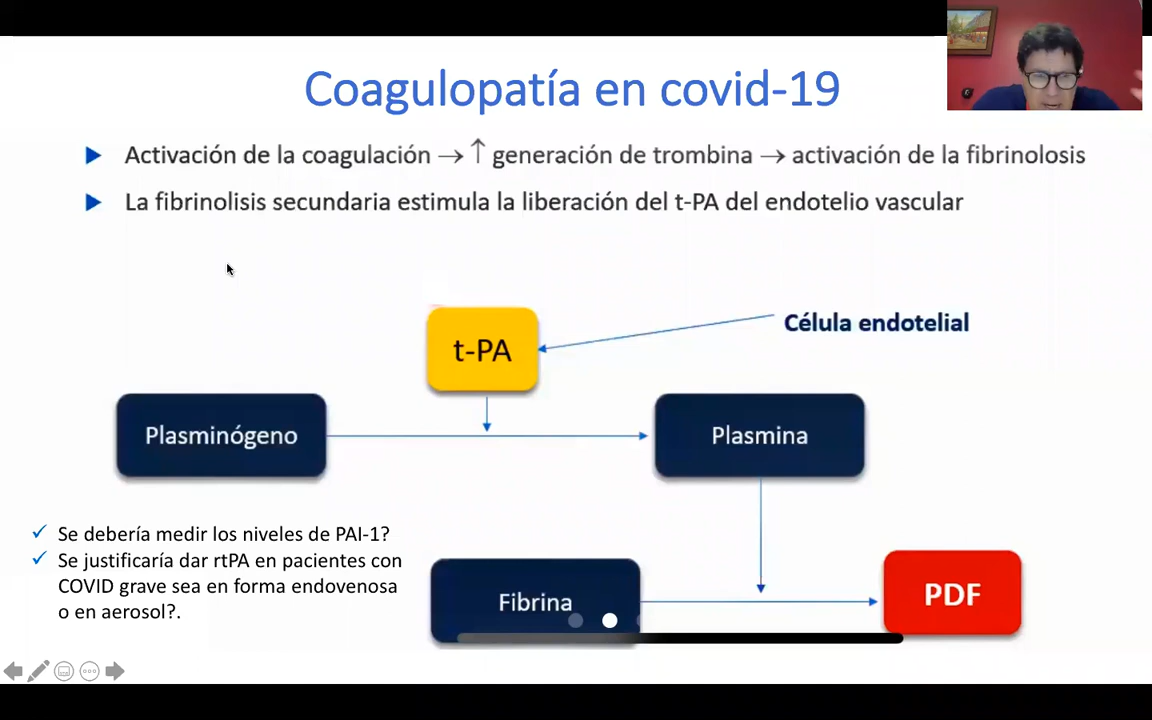 Coagulopatía en covid-19
Activación de la coagulación → ↑ generación de trombina → activación de la fibrinolosis
La fibrinolisis secundaria estimula la liberación del t-PA del endotelio vascular
Célula endotelial
t-PA
Plasminógeno
Plasmina
Se debería medir los niveles de PAI-1?
Se justificaría dar rtPA en pacientes con
COVID grave sea en forma endovenosa
o en aerosol?.
Fibrina
PDF